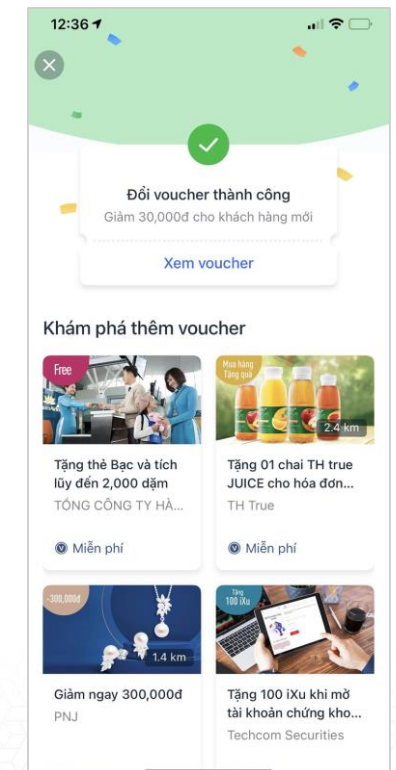 12:36
Đổi voucher thành công
Giảm 30,000đ cho khách hàng mới
Xem voucher
Khám phá thêm voucher
Free
Mua hàng
Tặng quà
2.4 km
Tặng thẻ Bạc và tích
lũy đến 2,000 dặm
TỔNG CÔNG TY HÀ...
Miễn phí
Tặng 01 chai TH true
JUICE cho hóa đơn...
TH True
Miễn phí
-300,000đ
1.4 km
Tặng
100 iXu
Giảm ngay 300,000đ
PNJ
Tặng 100 iXu khi mở
tài khoản chứng kho...
Techcom Securities